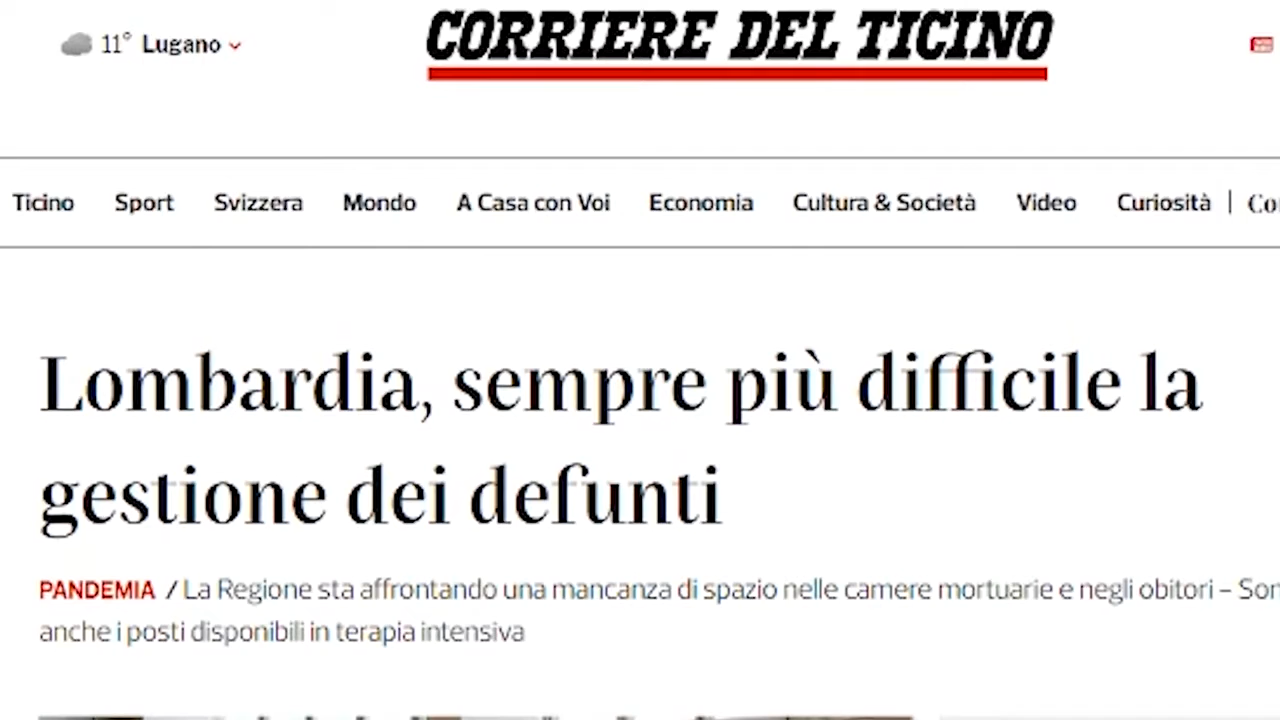 11° Lugano
CORRIERE DEL TICINO
Ticino Sport Svizzera Mondo A Casa con Voi Economia Cultura & Società Video Curiosità |
Lombardia, sempre più difficile la
gestione dei defunti
PANDEMIA / La Regione sta affrontando una mancanza di spazio nelle camere mortuarie e negli obitori –
anche i posti disponibili in terapia intensiva